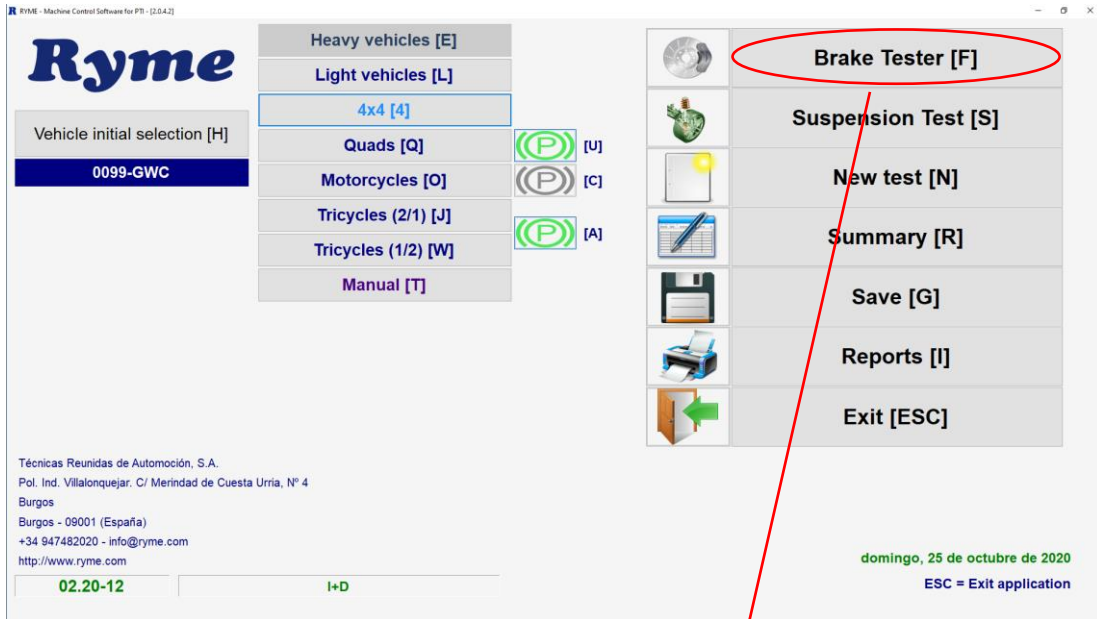 RYME - Machine Control Software for PTI - [2.0.4.2]
Ryme
Vehicle initial selection [H]
0099-GWC
Heavy vehicles [E]
Light vehicles [L]
4x4 [4]
Quads [Q]
Motorcycles [O]
Tricycles (2/1) [J]
Tricycles (1/2) [W]
Manual [T]
(P) [U]
(P) [C]
(P) [A]
Brake Tester [F]
Suspension Test [S]
New test [N]
Summary [R]
Save [G]
Reports [I]
Exit [ESC]
Técnicas Reunidas de Automoción, S.A.
Pol. Ind. Villalonquejar. C/ Merindad de Cuesta Urria, Nº 4
Burgos
Burgos - 09001 (España)
+34 947482020 - info@ryme.com
http://www.ryme.com
02.20-12
I+D
domingo, 25 de octubre de 2020
ESC = Exit application